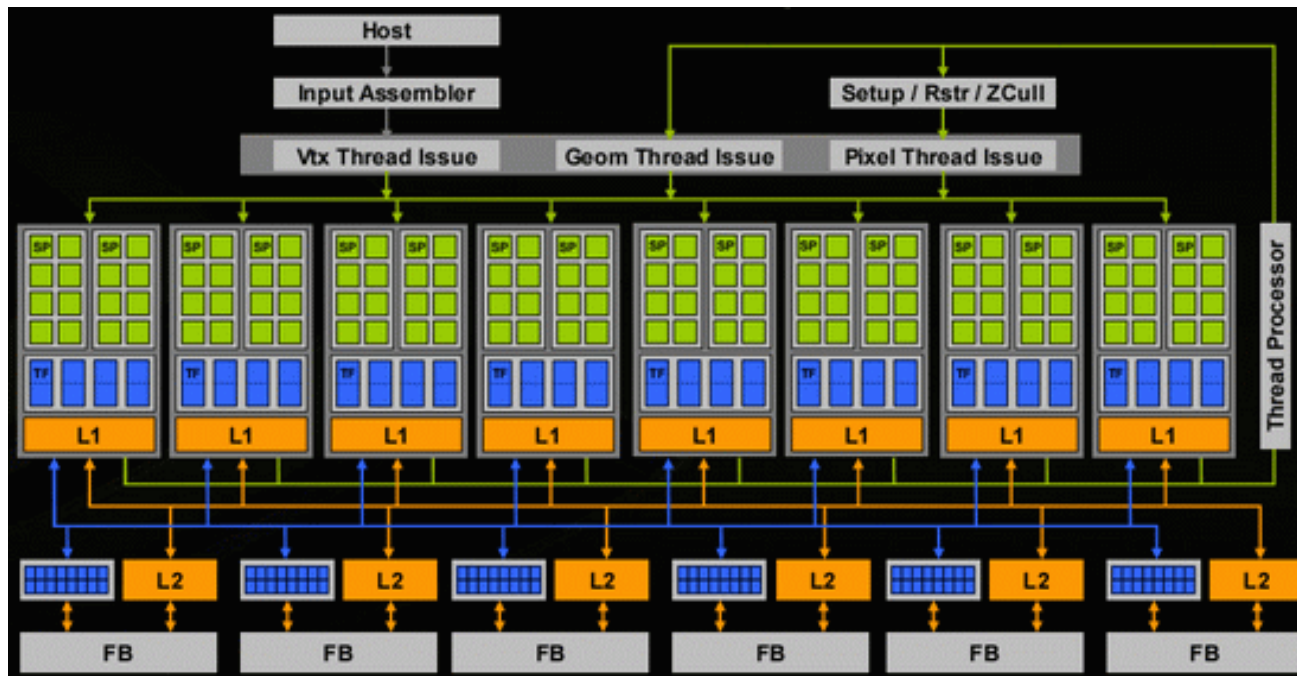 Host
Input Assembler
Setup / Rstr / ZCull
Vtx Thread Issue
Geom Thread Issue
Pixel Thread Issue
SP SP SP SP SP SP SP SP SP SP SP SP SP SP SP SP
TF TF TF TF TF TF TF TF
L1 L1 L1 L1 L1 L1 L1 L1
Thread Processor
L2 L2 L2 L2 L2 L2
FB FB FB FB FB FB